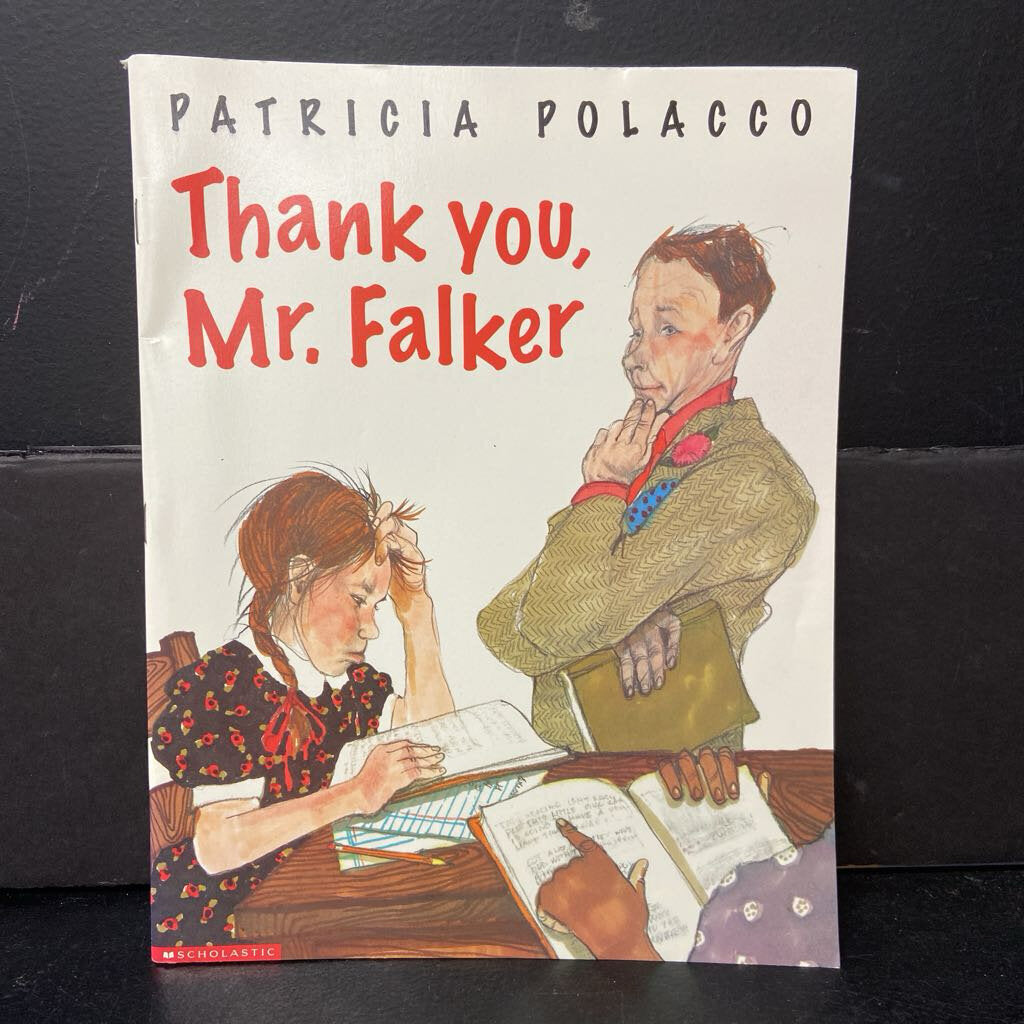 PATRICIA POLACCO
Thank you,
Mr. Falker
SCHOLASTIC